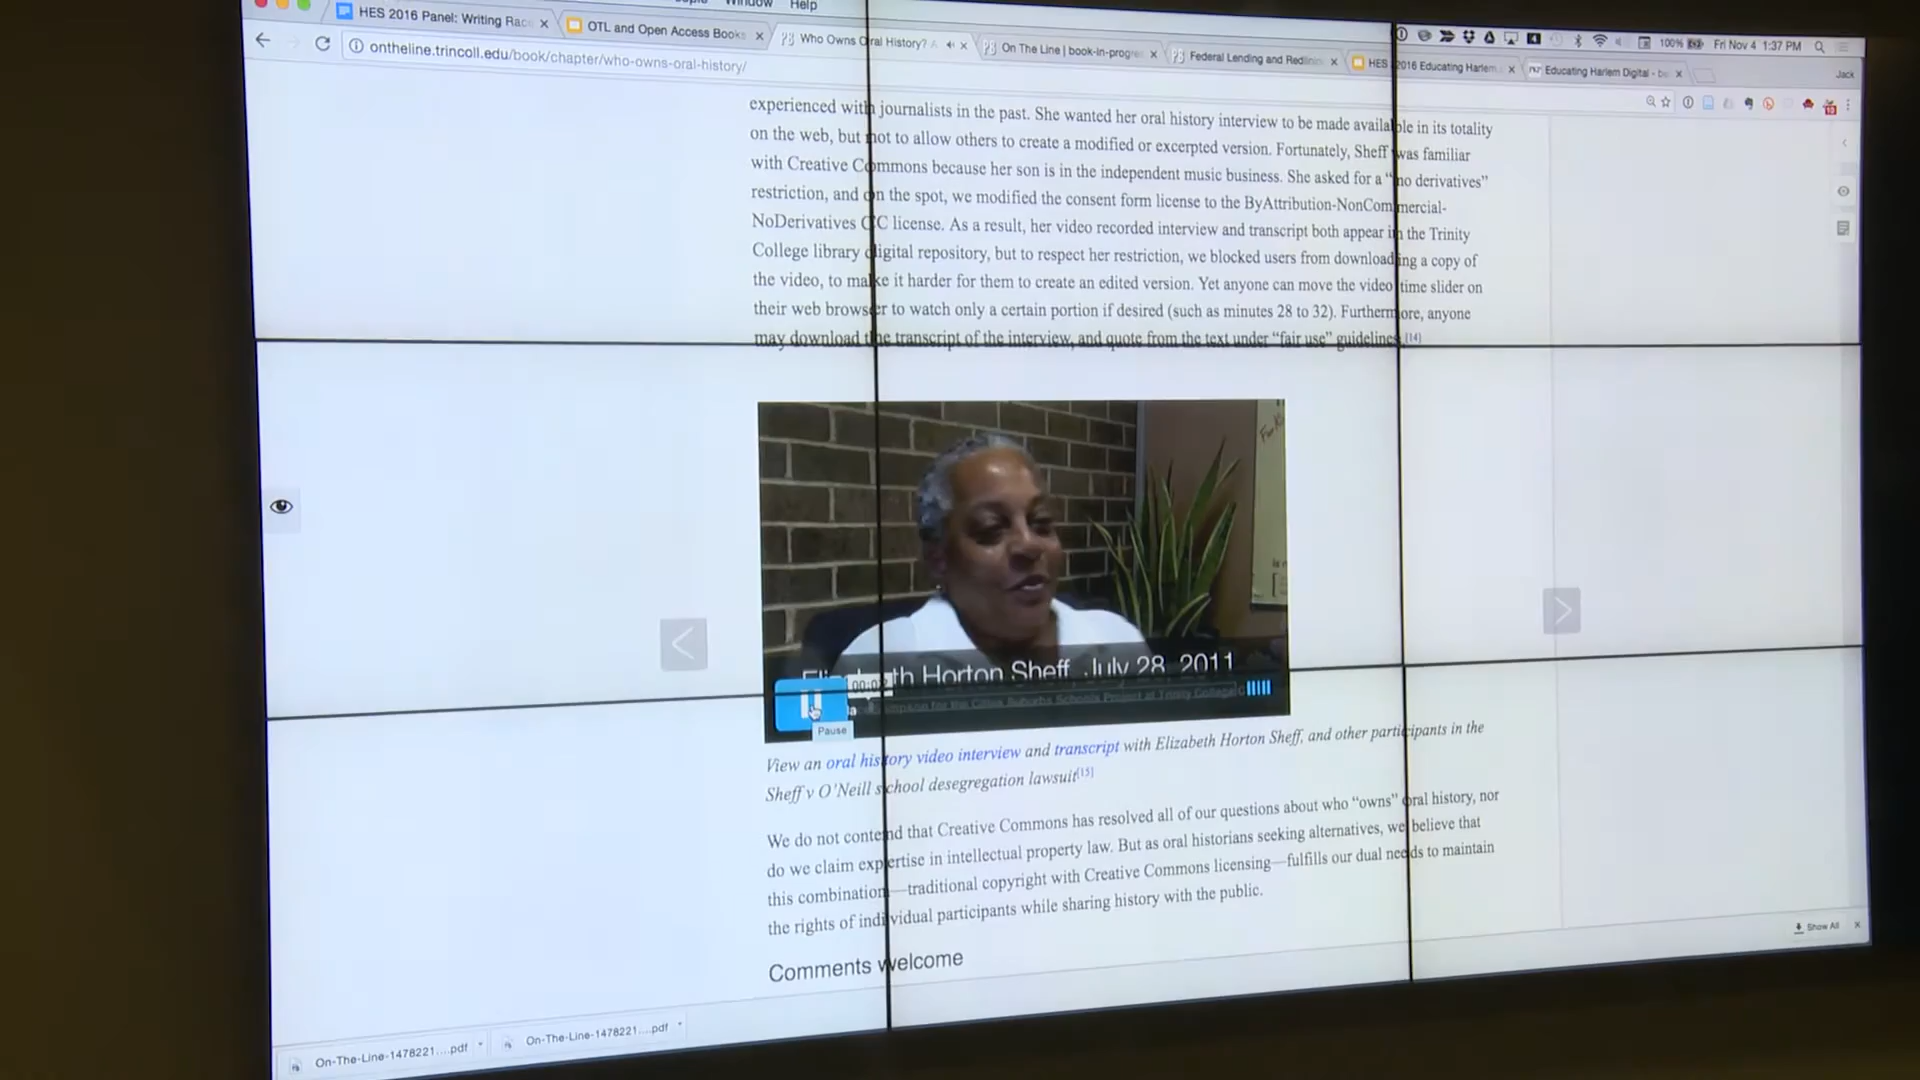 Window Help
HES 2016 Panel: Writing Rac
OTL and Open Access Books
Who Owns Oral History? A
On The Line | book-in-progre
Federal Lending and Redlinin
HES 2016 Educating Harlem
Educating Harlem Digital - b
100%
Fri Nov 4 1:37 PM
Jack
ontheline.trincoll.edu/book/chapter/who-owns-oral-history/
experienced with journalists in the past. She wanted her oral history interview to be made available in its totality
on the web, but not to allow others to create a modified or excerpted version. Fortunately, Sheff was familiar
with Creative Commons because her son is in the independent music business. She asked for a “no derivatives”
restriction, and on the spot, we modified the consent form license to the ByAttribution-NonCommercial-
NoDerivatives CC license. As a result, her video recorded interview and transcript both appear in the Trinity
College library digital repository, but to respect her restriction, we blocked users from downloading a copy of
the video, to make it harder for them to create an edited version. Yet anyone can move the video time slider on
their web browser to watch only a certain portion if desired (such as minutes 28 to 32). Furthermore, anyone
may download the transcript of the interview, and quote from the text under “fair use” guidelines.[14]
Elizabeth Horton Sheff, July 28, 2011
Pause
View an oral history video interview and transcript with Elizabeth Horton Sheff, and other participants in the
Sheff v O’Neill school desegregation lawsuit[15]
We do not contend that Creative Commons has resolved all of our questions about who “owns” oral history, nor
do we claim expertise in intellectual property law. But as oral historians seeking alternatives, we believe that
this combination—traditional copyright with Creative Commons licensing—fulfills our dual needs to maintain
the rights of individual participants while sharing history with the public.
Comments welcome
Show All
On-The-Line-1478221....pdf
On-The-Line-1478221....pdf